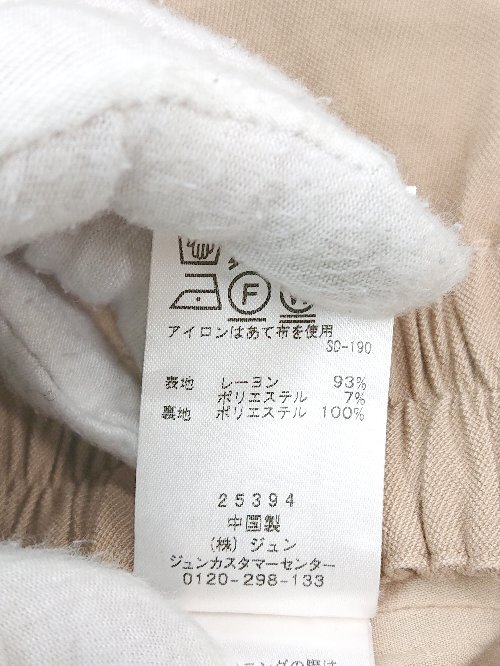 F W
アイロンはあて布を使用
SO-190
表地 レーヨン 93%
ポリエステル 7%
裏地 ポリエステル 100%
25394
中国製
(株) ジュン
ジュンカスタマーセンター
0120-298-133